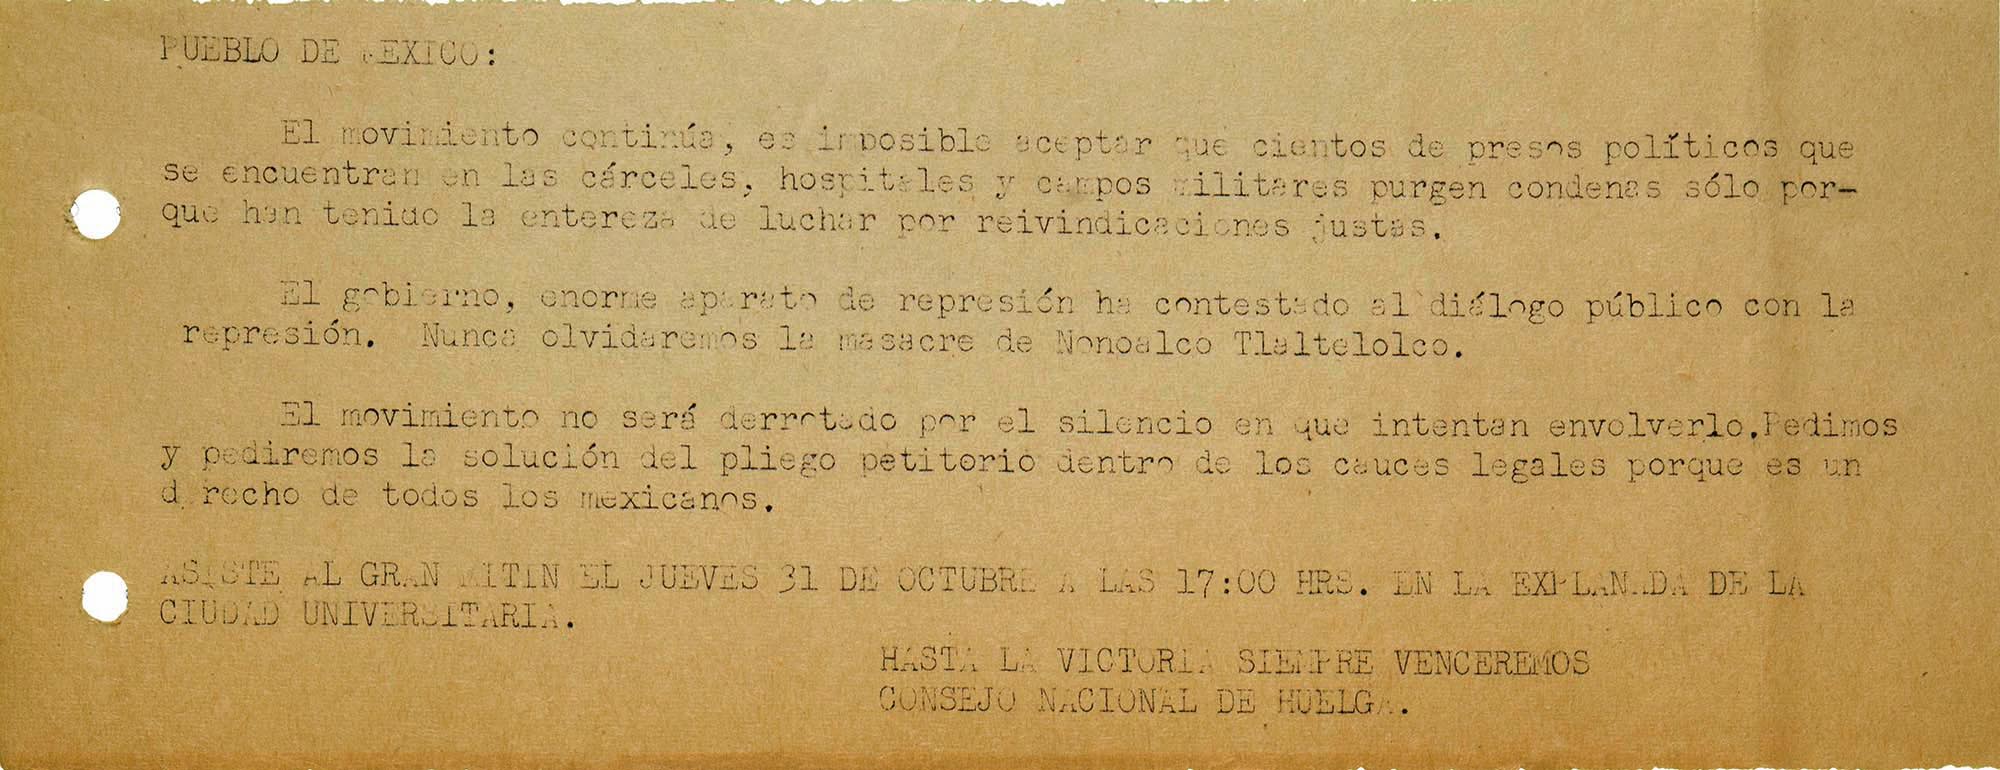 PUEBLO DE MEXICO:
El movimiento continúa, es imposible aceptar que cientos de presos políticos que
se encuentran en las cárceles, hospitales y campos militares purgen condenas sólo por-
que han tenido la entereza de luchar por reivindicaciones justas.
El gobierno, enorme aparato de represión ha contestado al diálogo público con la
represión. Nunca olvidaremos la masacre de Nonoalco Tlaltelolco.
El movimiento no será derrotado por el silencio en que intentan envolverlo.Pedimos
y pediremos la solución del pliego petitorio dentro de los cauces legales porque es un
derecho de todos los mexicanos.
ASISTE AL GRAN MITIN EL JUEVES 31 DE OCTUBRE A LAS 17:00 HRS. EN LA EXPLANADA DE LA
CIUDAD UNIVERSITARIA.
HASTA LA VICTORIA SIEMPRE VENCEREMOS
CONSEJO NACIONAL DE HUELGA.